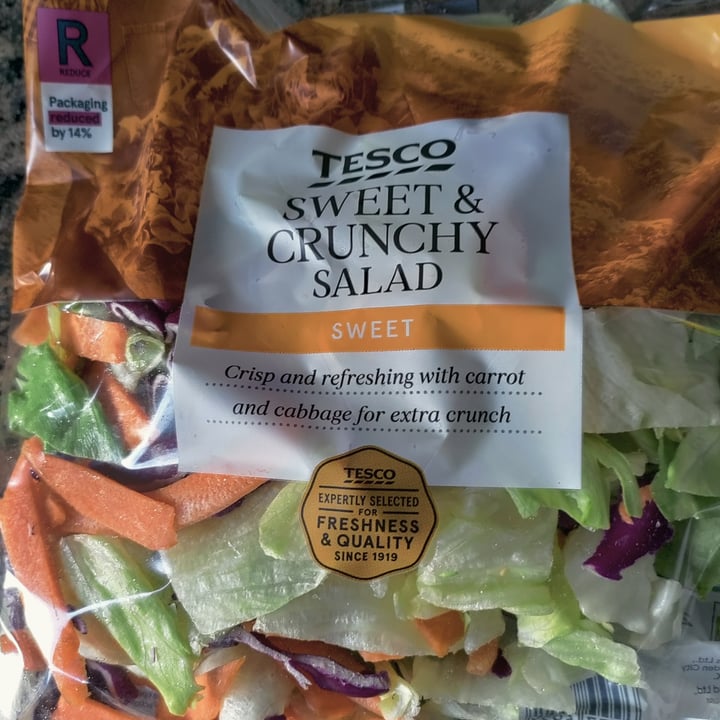 R
REDUCE
Packaging
reduced
by 14%
TESCO
SWEET &
CRUNCHY
SALAD
SWEET
Crisp and refreshing with carrot
and cabbage for extra crunch
TESCO
EXPERTLY SELECTED
FOR
FRESHNESS
& QUALITY
SINCE 1919